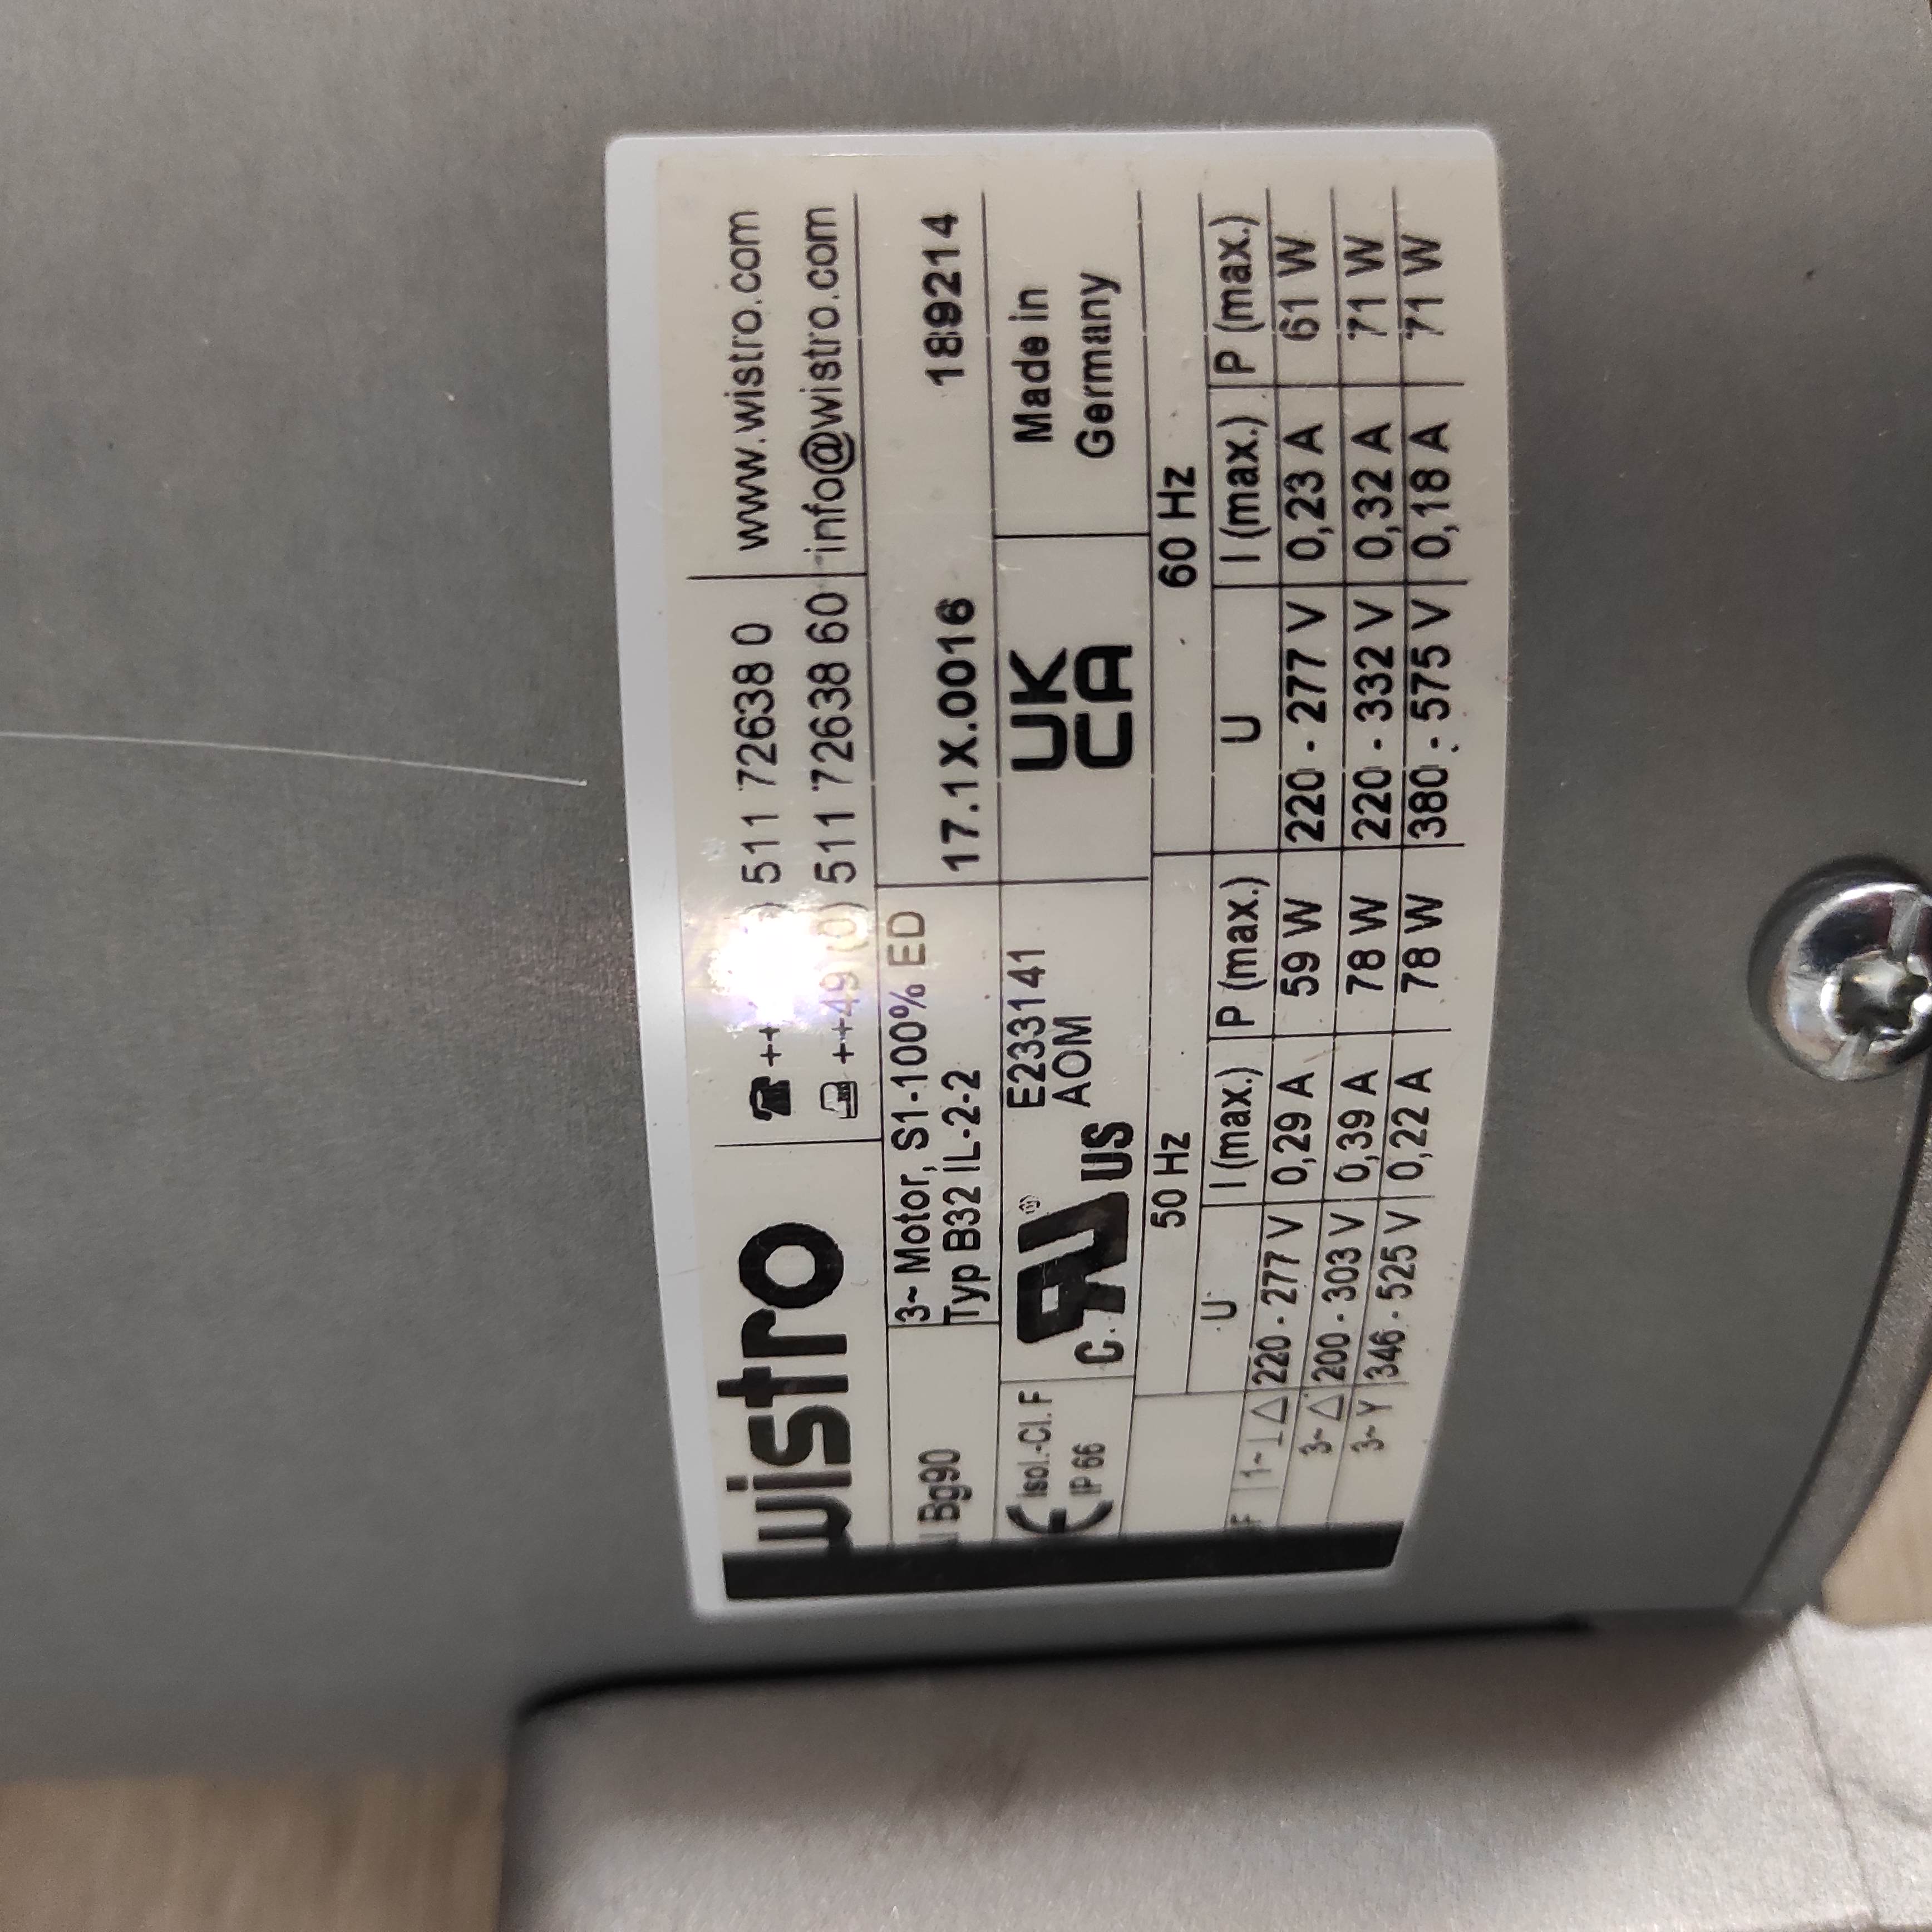 wistro
☎ ++ ) 511 72638 0 www.wistro.com
++49 (0) 511 72638 60 info@wistro.com
Bg90 3~ Motor, S1-100% ED
Typ B32 IL-2-2 17.1X.0016 189214
CE Isol.-Cl. F
IP 66
c RU ® US E233141
AOM
UK
CA
Made in
Germany
50 Hz 60 Hz
U I (max.) P (max.) U I (max.) P (max.)
F 1~⊥△ 220 - 277 V 0,29 A 59 W 220 - 277 V 0,23 A 61 W
3~ △ 200 - 303 V 0,39 A 78 W 220 - 332 V 0,32 A 71 W
3~ Y 346 - 525 V 0,22 A 78 W 380 - 575 V 0,18 A 71 W